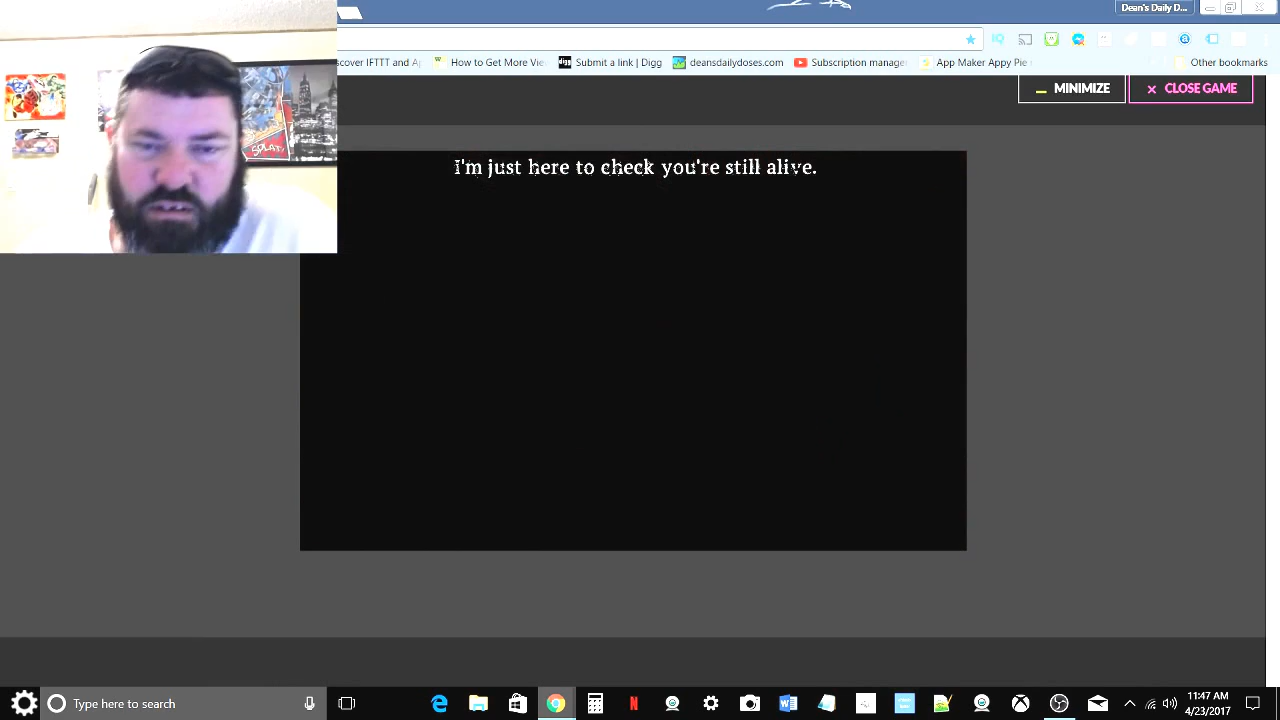 Dean's Daily D...
scover IFTTT and Ap
How to Get More V
Submit a link | Digg
deansdailydoses.com
Subscription manage
App Maker Appy Pie
Other bookmarks
MINIMIZE
CLOSE GAME
SPLAT
I'm just here to check you're still alive.
Type here to search
11:47 AM
4/23/2017